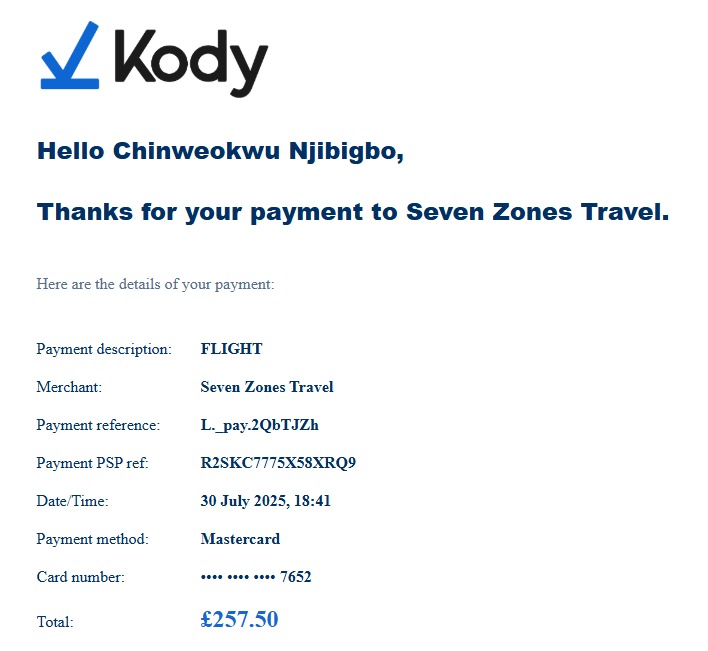 Kody
Hello Chinweokwu Njibigbo,
Thanks for your payment to Seven Zones Travel.
Here are the details of your payment:
Payment description: FLIGHT
Merchant: Seven Zones Travel
Payment reference: L._pay.2QbTJZh
Payment PSP ref: R2SKC7775X58XRQ9
Date/Time: 30 July 2025, 18:41
Payment method: Mastercard
Card number: •••• •••• •••• 7652
Total: £257.50